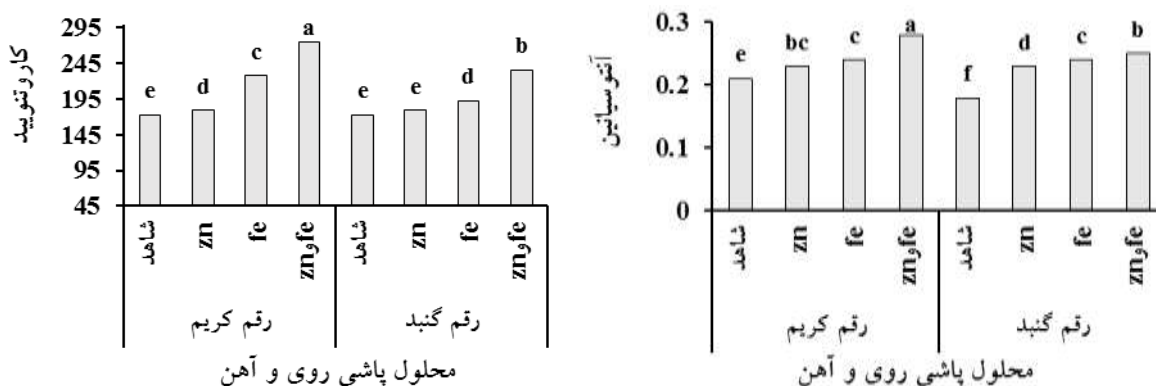 کاروتنویید
295
245
195
145
95
45
e d c a e e d b
شاهد zn fe znوfe شاهد zn fe znوfe
رقم کریم رقم گنبد
محلول پاشی روی و آهن
آنتوسیانین
0.3
0.2
0.1
0
e bc c a f d c b
شاهد zn fe znوfe شاهد zn fe znوfe
رقم کریم رقم گنبد
محلول پاشی روی و آهن